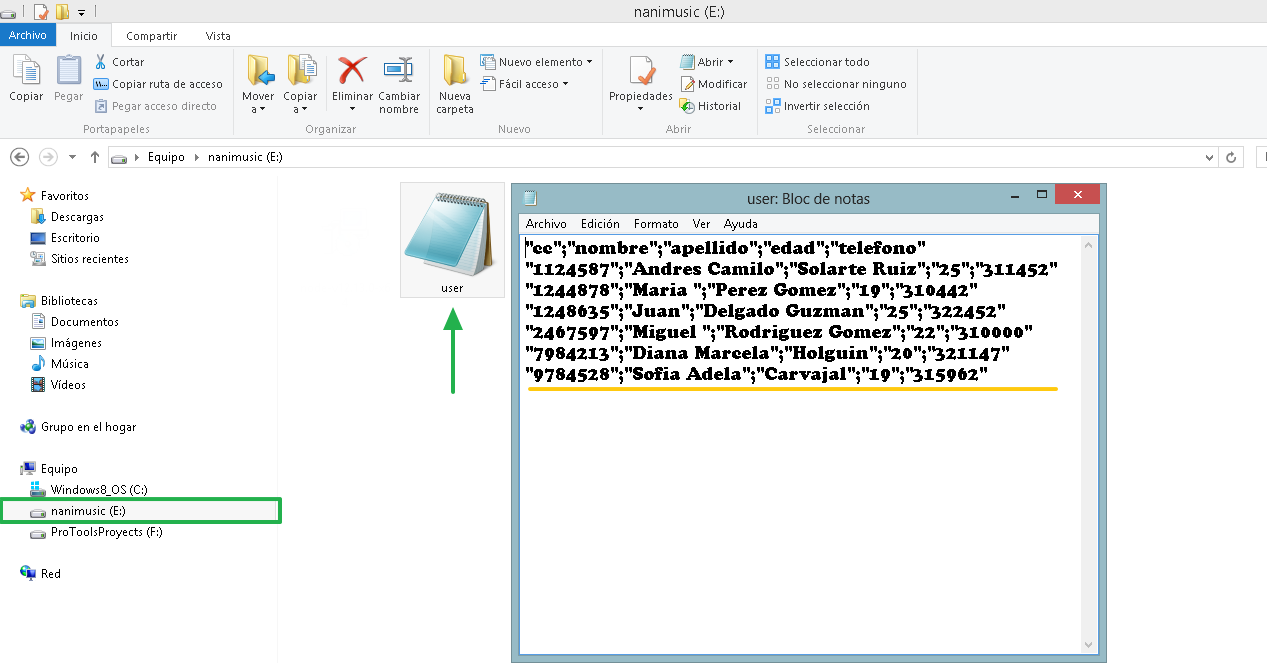 nanimusic (E:)
Archivo Inicio Compartir Vista
Copiar
Pegar
Cortar
Copiar ruta de acceso
Pegar acceso directo
Portapapeles
Mover a
Copiar a
Eliminar
Cambiar nombre
Organizar
Nueva carpeta
Nuevo elemento
Fácil acceso
Nuevo
Propiedades
Abrir
Modificar
Historial
Abrir
Seleccionar todo
No seleccionar ninguno
Invertir selección
Seleccionar
Equipo nanimusic (E:)
Favoritos
Descargas
Escritorio
Sitios recientes
Bibliotecas
Documentos
Imágenes
Música
Vídeos
Grupo en el hogar
Equipo
Windows8_OS (C:)
nanimusic (E:)
ProToolsProyects (F:)
Red
user
user: Bloc de notas
Archivo Edición Formato Ver Ayuda
"cc";"nombre";"apellido";"edad";"telefono"
"1124587";"Andres Camilo";"Solarte Ruiz";"25";"311452"
"1244878";"Maria ";"Perez Gomez";"19";"310442"
"1248635";"Juan";"Delgado Guzman";"25";"322452"
"2467597";"Miguel ";"Rodriguez Gomez";"22";"310000"
"7984213";"Diana Marcela";"Holguin";"20";"321147"
"9784528";"Sofia Adela";"Carvajal";"19";"315962"